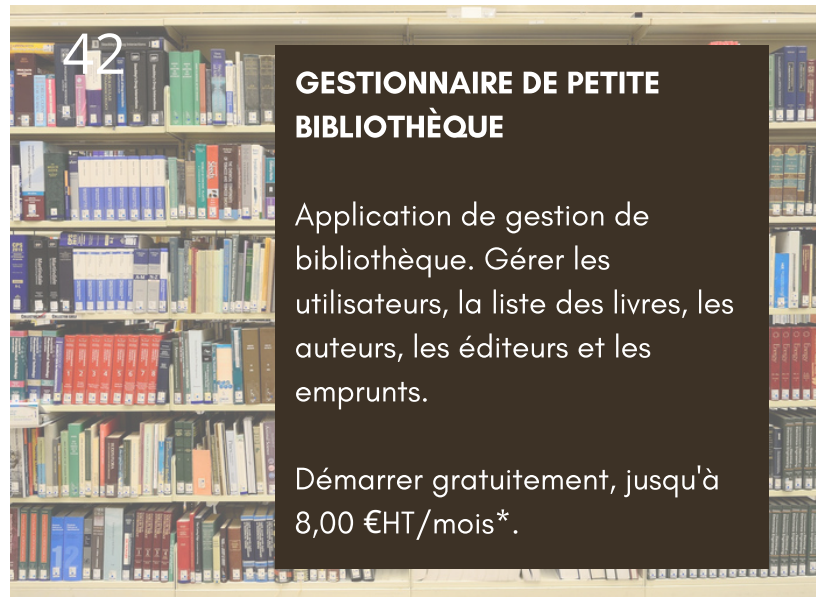 42
GESTIONNAIRE DE PETITE
BIBLIOTHÈQUE
Application de gestion de
bibliothèque. Gérer les
utilisateurs, la liste des livres, les
auteurs, les éditeurs et les
emprunts.
Démarrer gratuitement, jusqu'à
8,00 €HT/mois*.